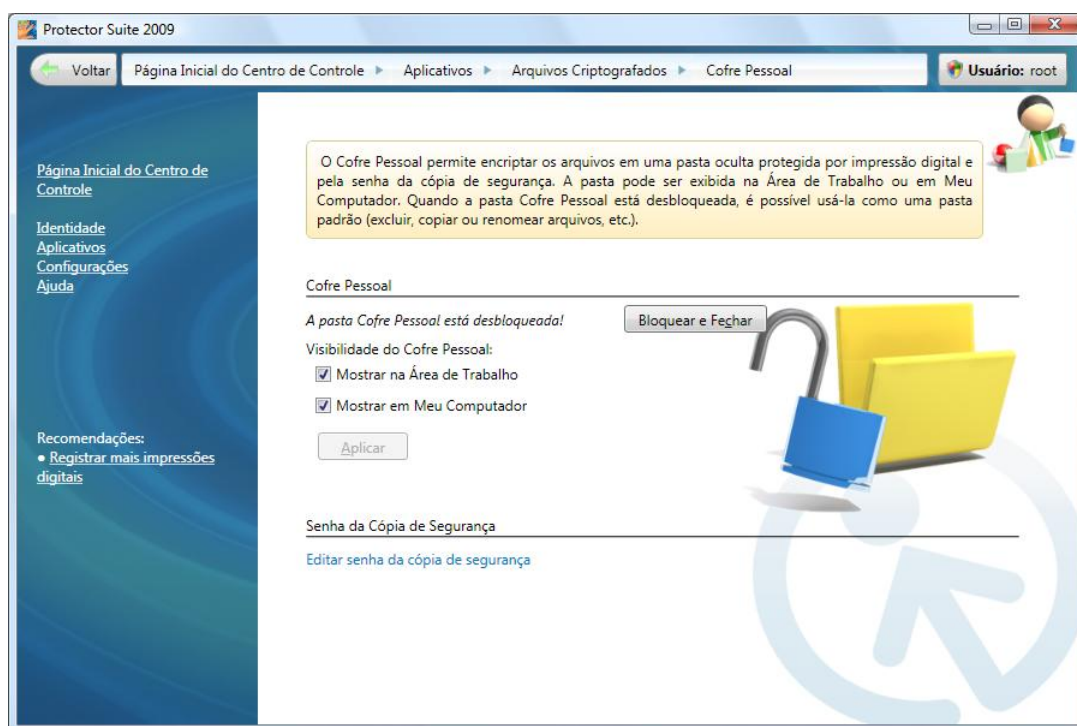 Protector Suite 2009
Voltar
Página Inicial do Centro de Controle
Aplicativos
Arquivos Criptografados
Cofre Pessoal
Usuário: root
Página Inicial do Centro de
Controle
Identidade
Aplicativos
Configurações
Ajuda
Recomendações:
• Registrar mais impressões
digitais
O Cofre Pessoal permite encriptar os arquivos em uma pasta oculta protegida por impressão digital e
pela senha da cópia de segurança. A pasta pode ser exibida na Área de Trabalho ou em Meu
Computador. Quando a pasta Cofre Pessoal está desbloqueada, é possível usá-la como uma pasta
padrão (excluir, copiar ou renomear arquivos, etc.).
Cofre Pessoal
A pasta Cofre Pessoal está desbloqueada!
Bloquear e Fechar
Visibilidade do Cofre Pessoal:
Mostrar na Área de Trabalho
Mostrar em Meu Computador
Aplicar
Senha da Cópia de Segurança
Editar senha da cópia de segurança